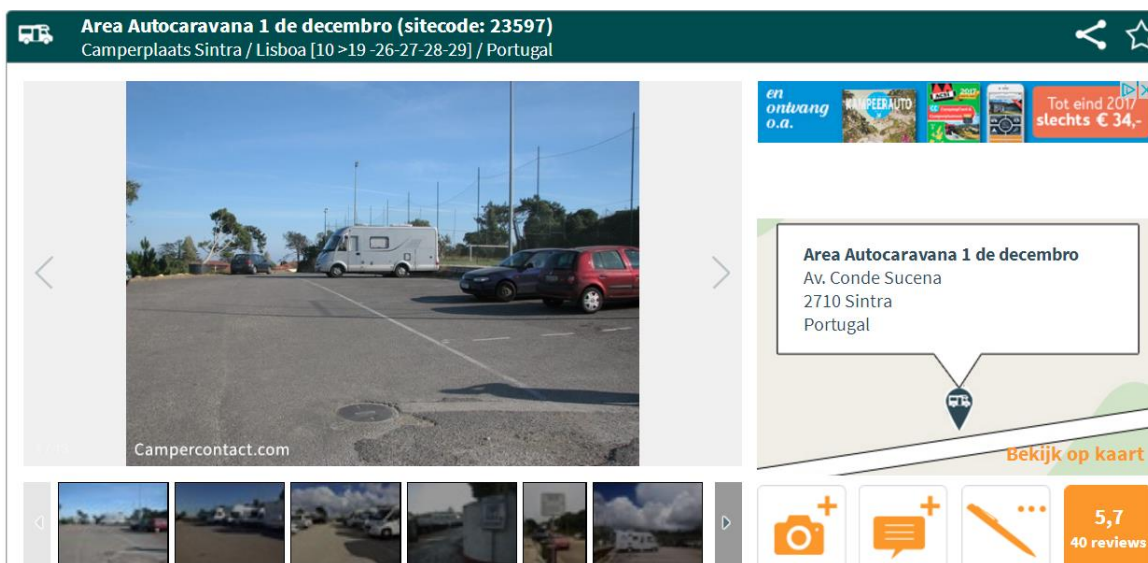 Area Autocaravana 1 de decembro (sitecode: 23597)
Camperplaats Sintra / Lisboa [10 >19 -26-27-28-29] / Portugal
en
ontvang
o.a.
KAMPEERAUTO
2017
Tot eind 2017
slechts € 34,-
Area Autocaravana 1 de decembro
Av. Conde Sucena
2710 Sintra
Portugal
Campercontact.com
Bekijk op kaart
5,7
40 reviews